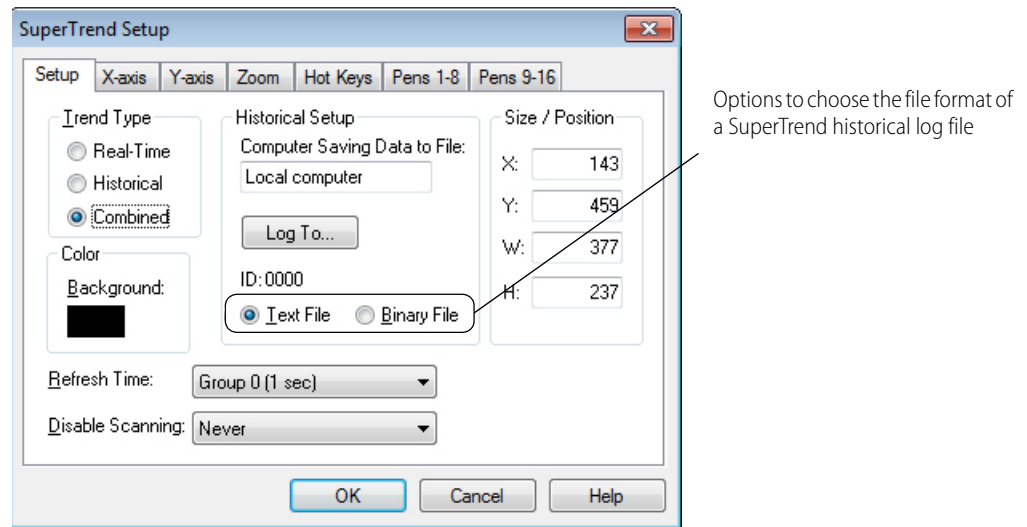 SuperTrend Setup
Setup X-axis Y-axis Zoom Hot Keys Pens 1-8 Pens 9-16
Trend Type
Real-Time
Historical
Combined
Color
Background:
Historical Setup
Computer Saving Data to File:
Local computer
Log To...
ID: 0000
Text File Binary File
Size / Position
X: 143
Y: 459
W: 377
H: 237
Refresh Time: Group 0 (1 sec)
Disable Scanning: Never
OK Cancel Help
Options to choose the file format of
a SuperTrend historical log file